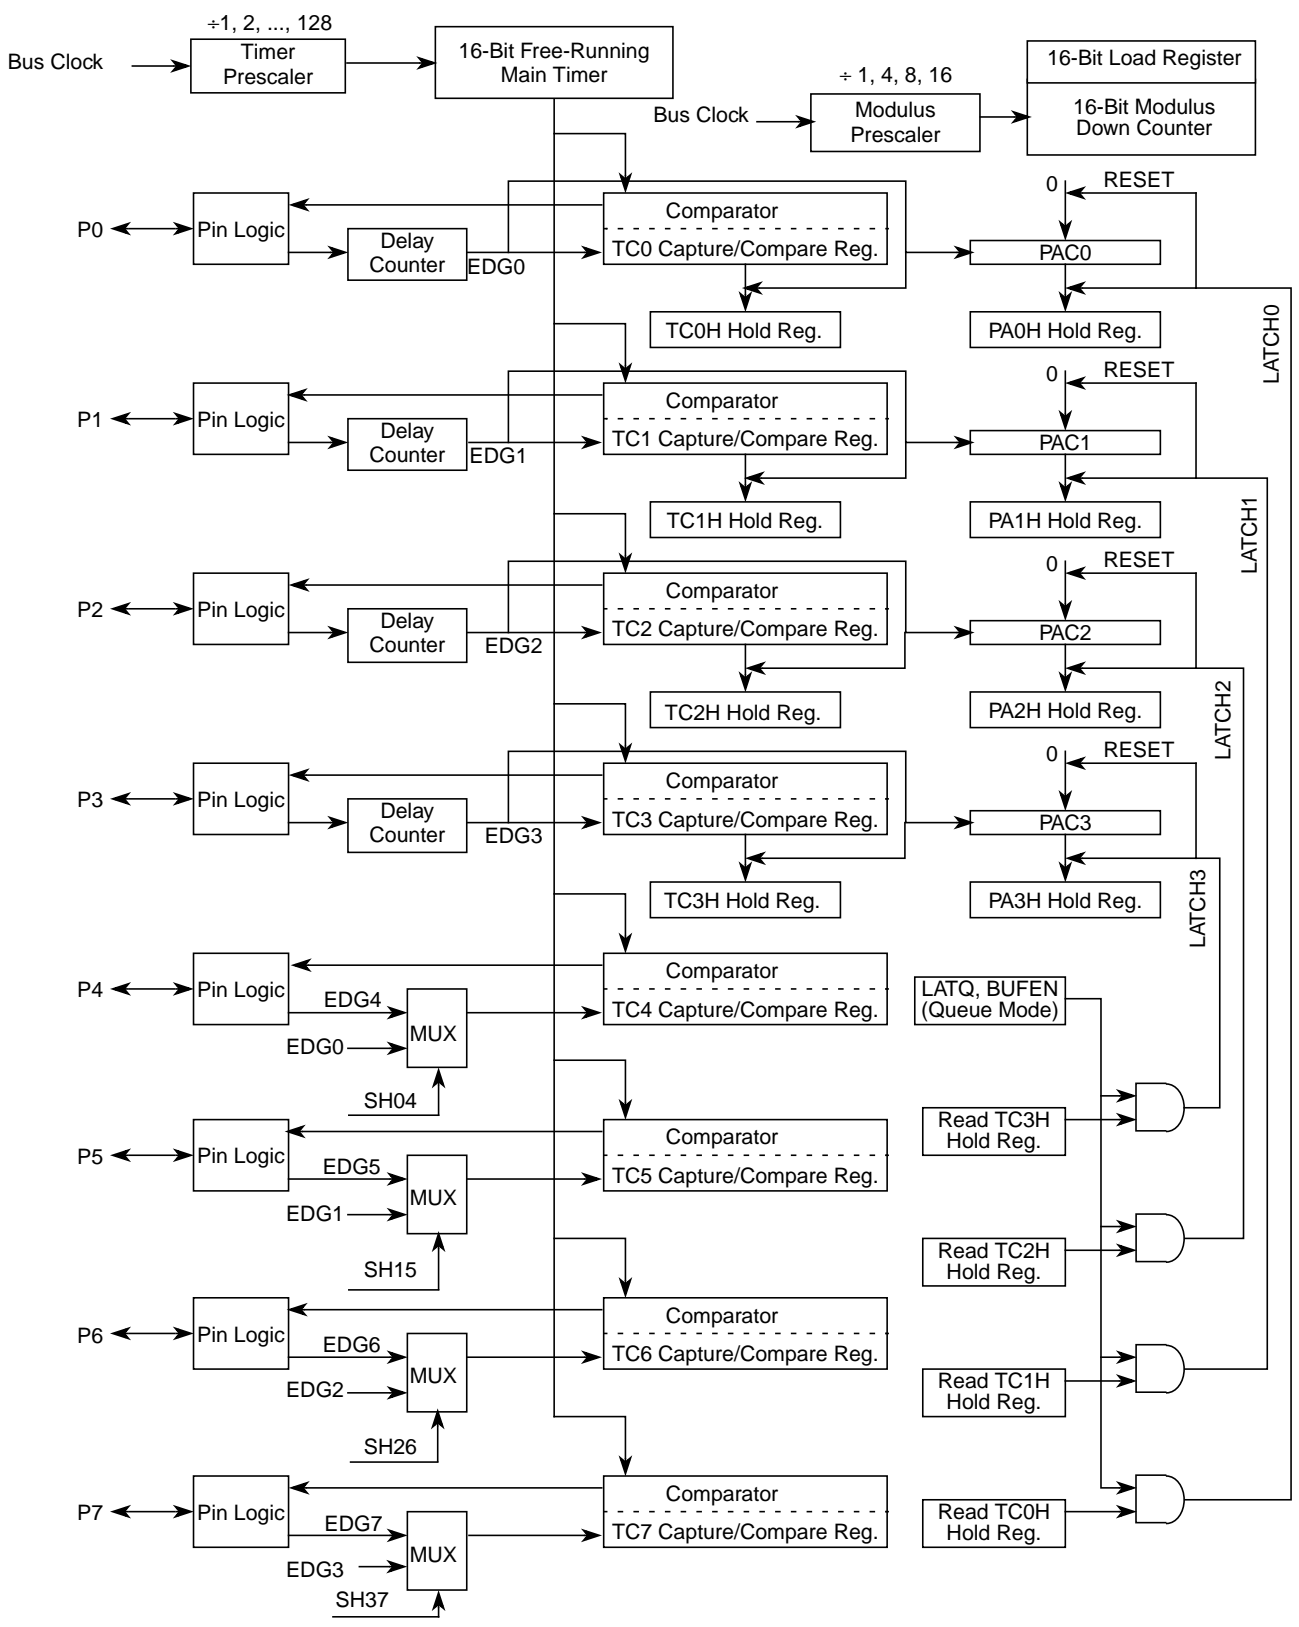 ÷1, 2, ..., 128
Bus Clock
Timer
Prescaler
16-Bit Free-Running
Main Timer
÷ 1, 4, 8, 16
Bus Clock
Modulus
Prescaler
16-Bit Load Register
16-Bit Modulus
Down Counter
P0
Pin Logic
Delay
Counter
EDG0
Comparator
TC0 Capture/Compare Reg.
TC0H Hold Reg.
0
RESET
PAC0
PA0H Hold Reg.
LATCH0
P1
Pin Logic
Delay
Counter
EDG1
Comparator
TC1 Capture/Compare Reg.
TC1H Hold Reg.
0
RESET
PAC1
PA1H Hold Reg.
LATCH1
P2
Pin Logic
Delay
Counter
EDG2
Comparator
TC2 Capture/Compare Reg.
TC2H Hold Reg.
0
RESET
PAC2
PA2H Hold Reg.
LATCH2
P3
Pin Logic
Delay
Counter
EDG3
Comparator
TC3 Capture/Compare Reg.
TC3H Hold Reg.
0
RESET
PAC3
PA3H Hold Reg.
LATCH3
P4
Pin Logic
EDG4
EDG0
MUX
SH04
Comparator
TC4 Capture/Compare Reg.
LATQ, BUFEN
(Queue Mode)
Read TC3H
Hold Reg.
P5
Pin Logic
EDG5
EDG1
MUX
SH15
Comparator
TC5 Capture/Compare Reg.
Read TC2H
Hold Reg.
P6
Pin Logic
EDG6
EDG2
MUX
SH26
Comparator
TC6 Capture/Compare Reg.
Read TC1H
Hold Reg.
P7
Pin Logic
EDG7
EDG3
MUX
SH37
Comparator
TC7 Capture/Compare Reg.
Read TC0H
Hold Reg.